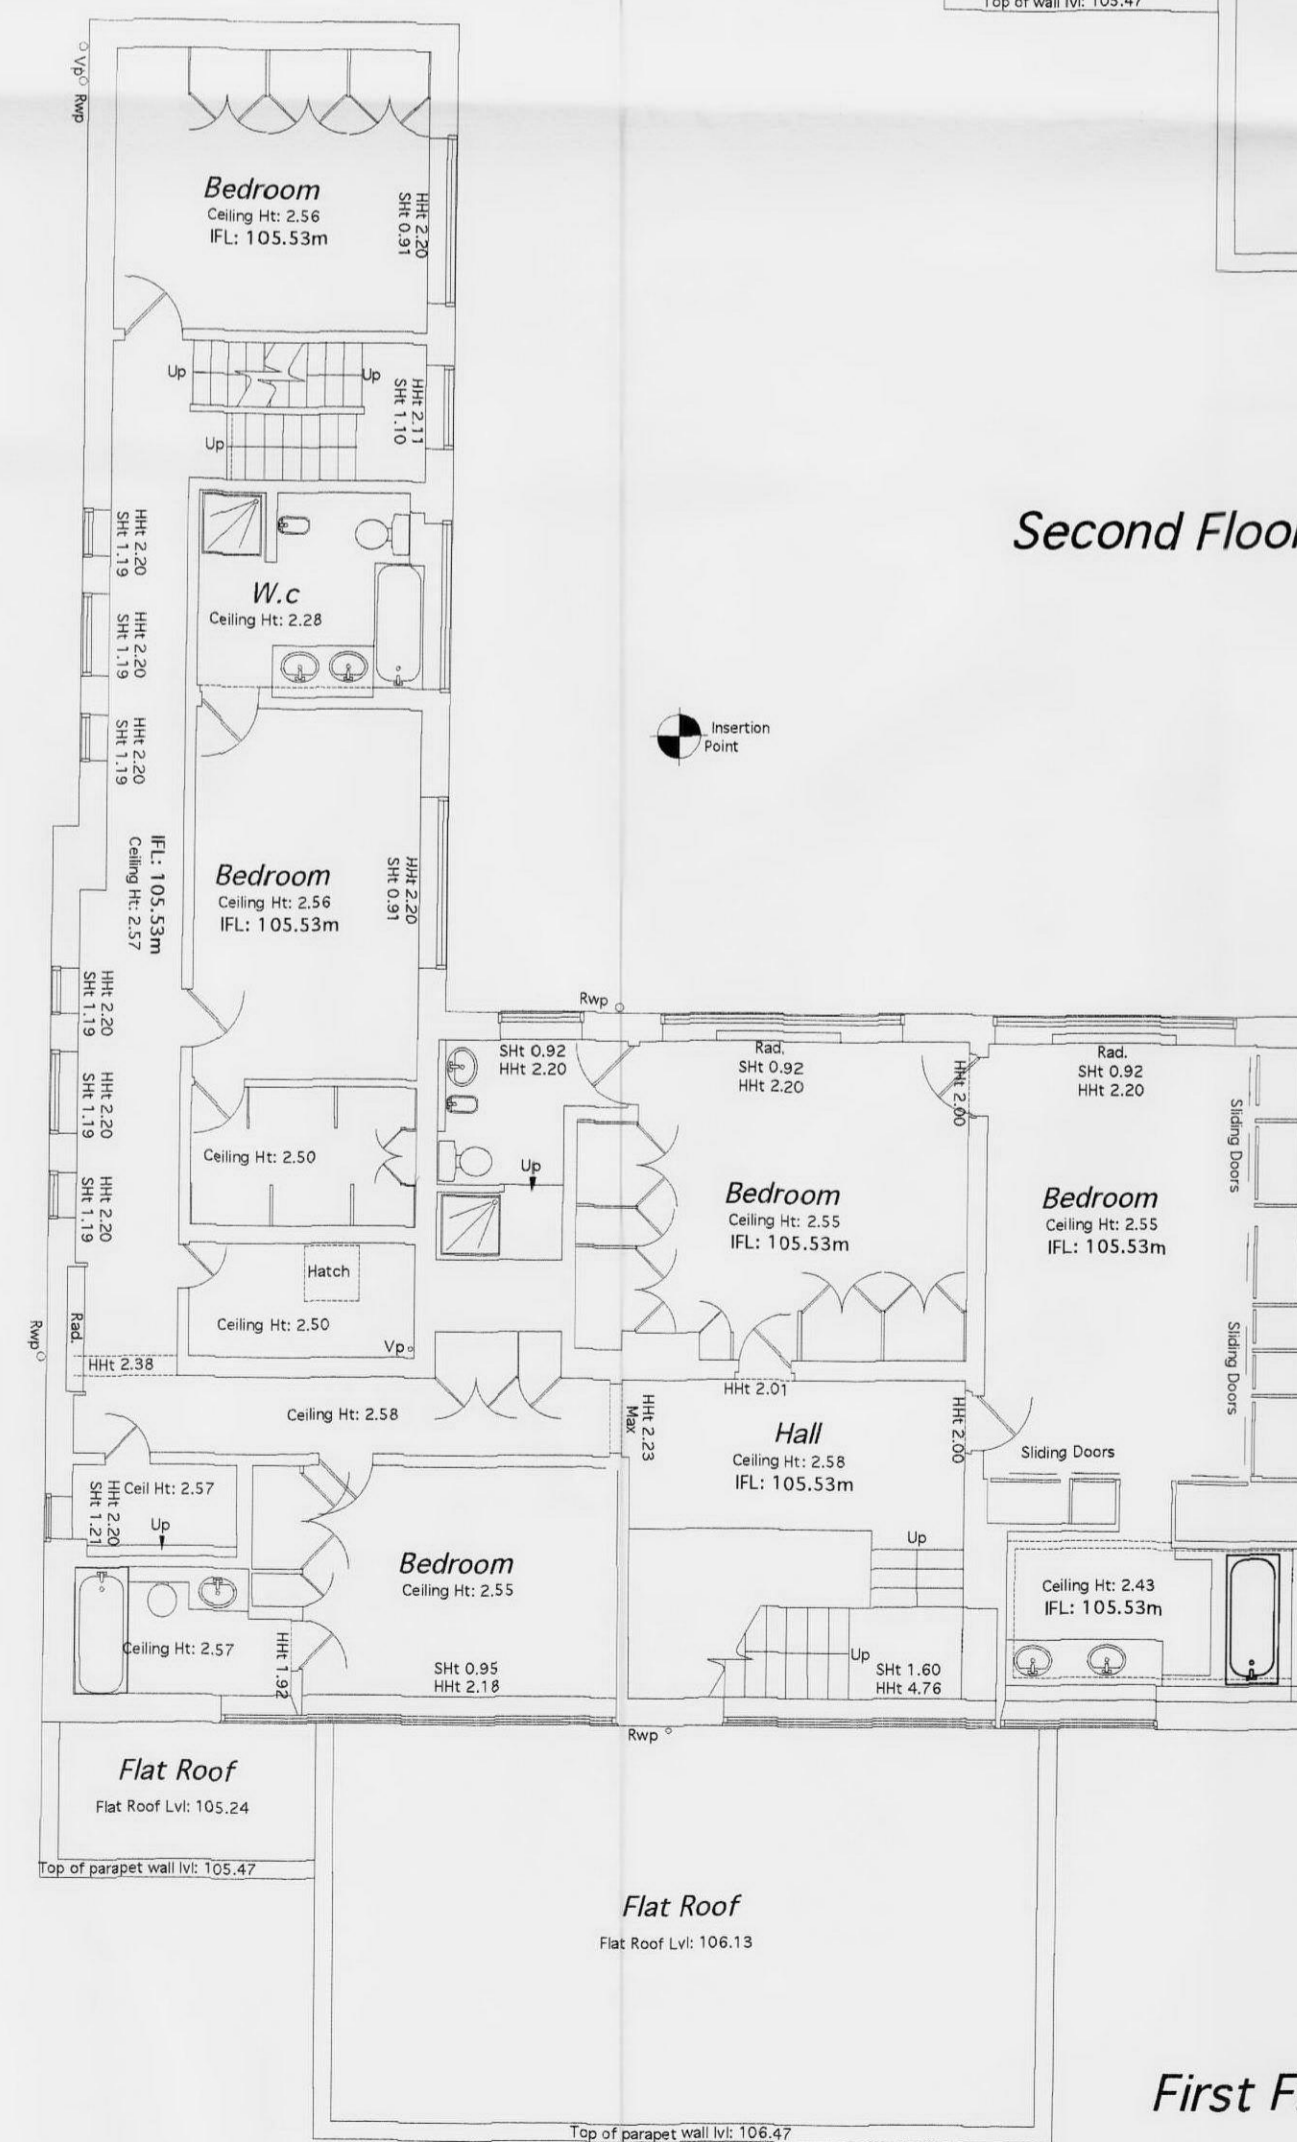 Top of wall lvl: 105.47
Vp
Rwp
Bedroom
Ceiling Ht: 2.56
IFL: 105.53m
HHt 2.20
SHt 0.91
Up
Up
HHt 2.11
SHt 1.10
Up
HHt 2.20
SHt 1.19
Second Floor
W.c
Ceiling Ht: 2.28
HHt 2.20
SHt 1.19
HHt 2.20
SHt 1.19
Insertion
Point
IFL: 105.53m
Ceiling Ht: 2.57
Bedroom
Ceiling Ht: 2.56
IFL: 105.53m
HHt 2.20
SHt 0.91
HHt 2.20
SHt 1.19
Rwp
SHt 0.92
HHt 2.20
Rad.
SHt 0.92
HHt 2.20
HHt 2.00
Rad.
SHt 0.92
HHt 2.20
Sliding Doors
HHt 2.20
SHt 1.19
Ceiling Ht: 2.50
Up
HHt 2.20
SHt 1.19
Bedroom
Ceiling Ht: 2.55
IFL: 105.53m
Bedroom
Ceiling Ht: 2.55
IFL: 105.53m
Hatch
Ceiling Ht: 2.50
Vp
Rwp
Rad.
HHt 2.38
Sliding Doors
HHt 2.01
Ceiling Ht: 2.58
HHt 2.23
Max
Hall
Ceiling Ht: 2.58
IFL: 105.53m
HHt 2.00
Sliding Doors
HHt 2.20
SHt 1.21
Ceil Ht: 2.57
Up
Bedroom
Ceiling Ht: 2.55
Up
Ceiling Ht: 2.43
IFL: 105.53m
Ceiling Ht: 2.57
HHt 1.92
SHt 0.95
HHt 2.18
Up
SHt 1.60
HHt 4.76
Rwp
Flat Roof
Flat Roof Lvl: 105.24
Top of parapet wall lvl: 105.47
Flat Roof
Flat Roof Lvl: 106.13
First F
Top of parapet wall lvl: 106.47